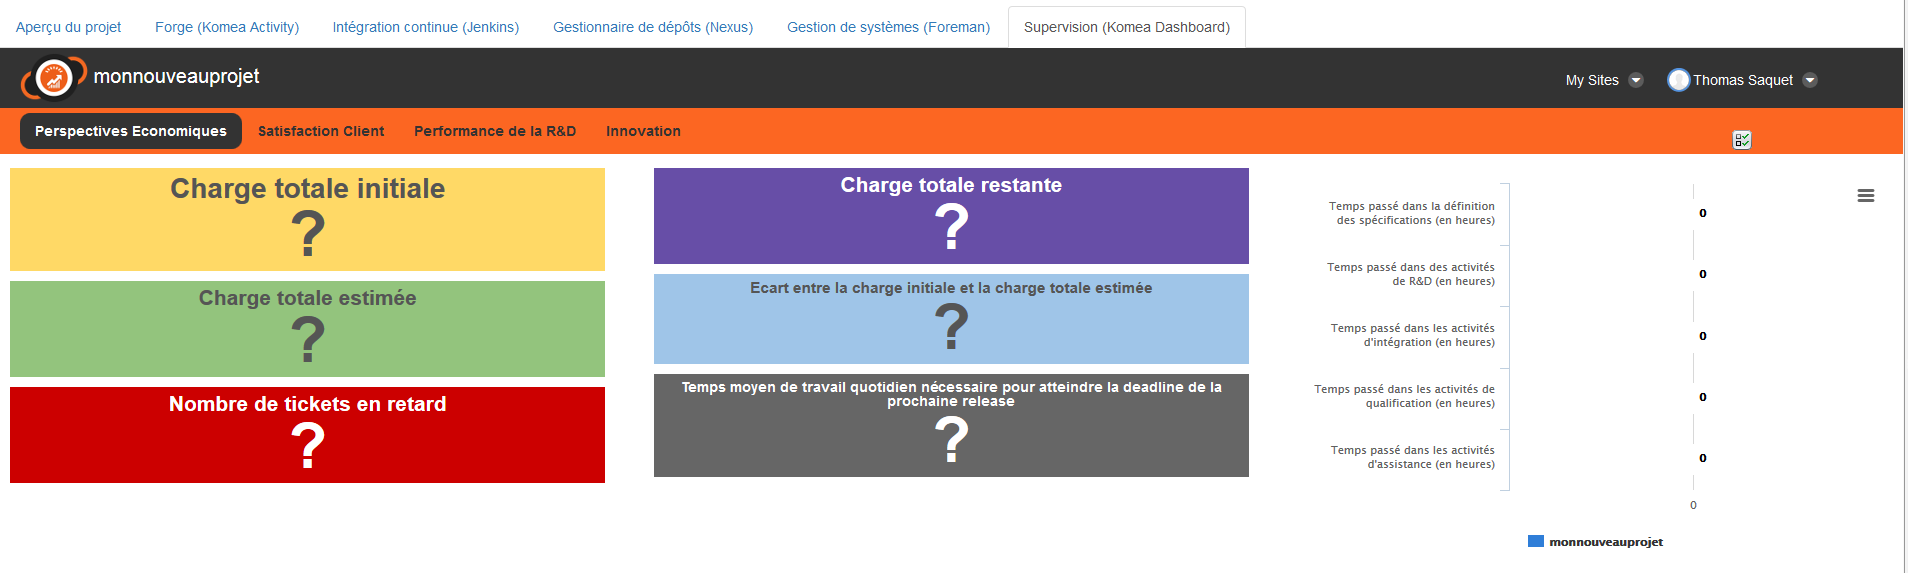 Aperçu du projet
Forge (Komea Activity)
Intégration continue (Jenkins)
Gestionnaire de dépôts (Nexus)
Gestion de systèmes (Foreman)
Supervision (Komea Dashboard)
monnouveauprojet
My Sites
Thomas Saquet
Perspectives Economiques
Satisfaction Client
Performance de la R&D
Innovation
Charge totale initiale
?
Charge totale estimée
?
Nombre de tickets en retard
?
Charge totale restante
?
Ecart entre la charge initiale et la charge totale estimée
?
Temps moyen de travail quotidien nécessaire pour atteindre la deadline de la
prochaine release
?
Temps passé dans la définition
des spécifications (en heures)
0
Temps passé dans des activités
de R&D (en heures)
0
Temps passé dans les activités
d'intégration (en heures)
0
Temps passé dans les activités de
qualification (en heures)
0
Temps passé dans les activités
d'assistance (en heures)
0
0
monnouveauprojet